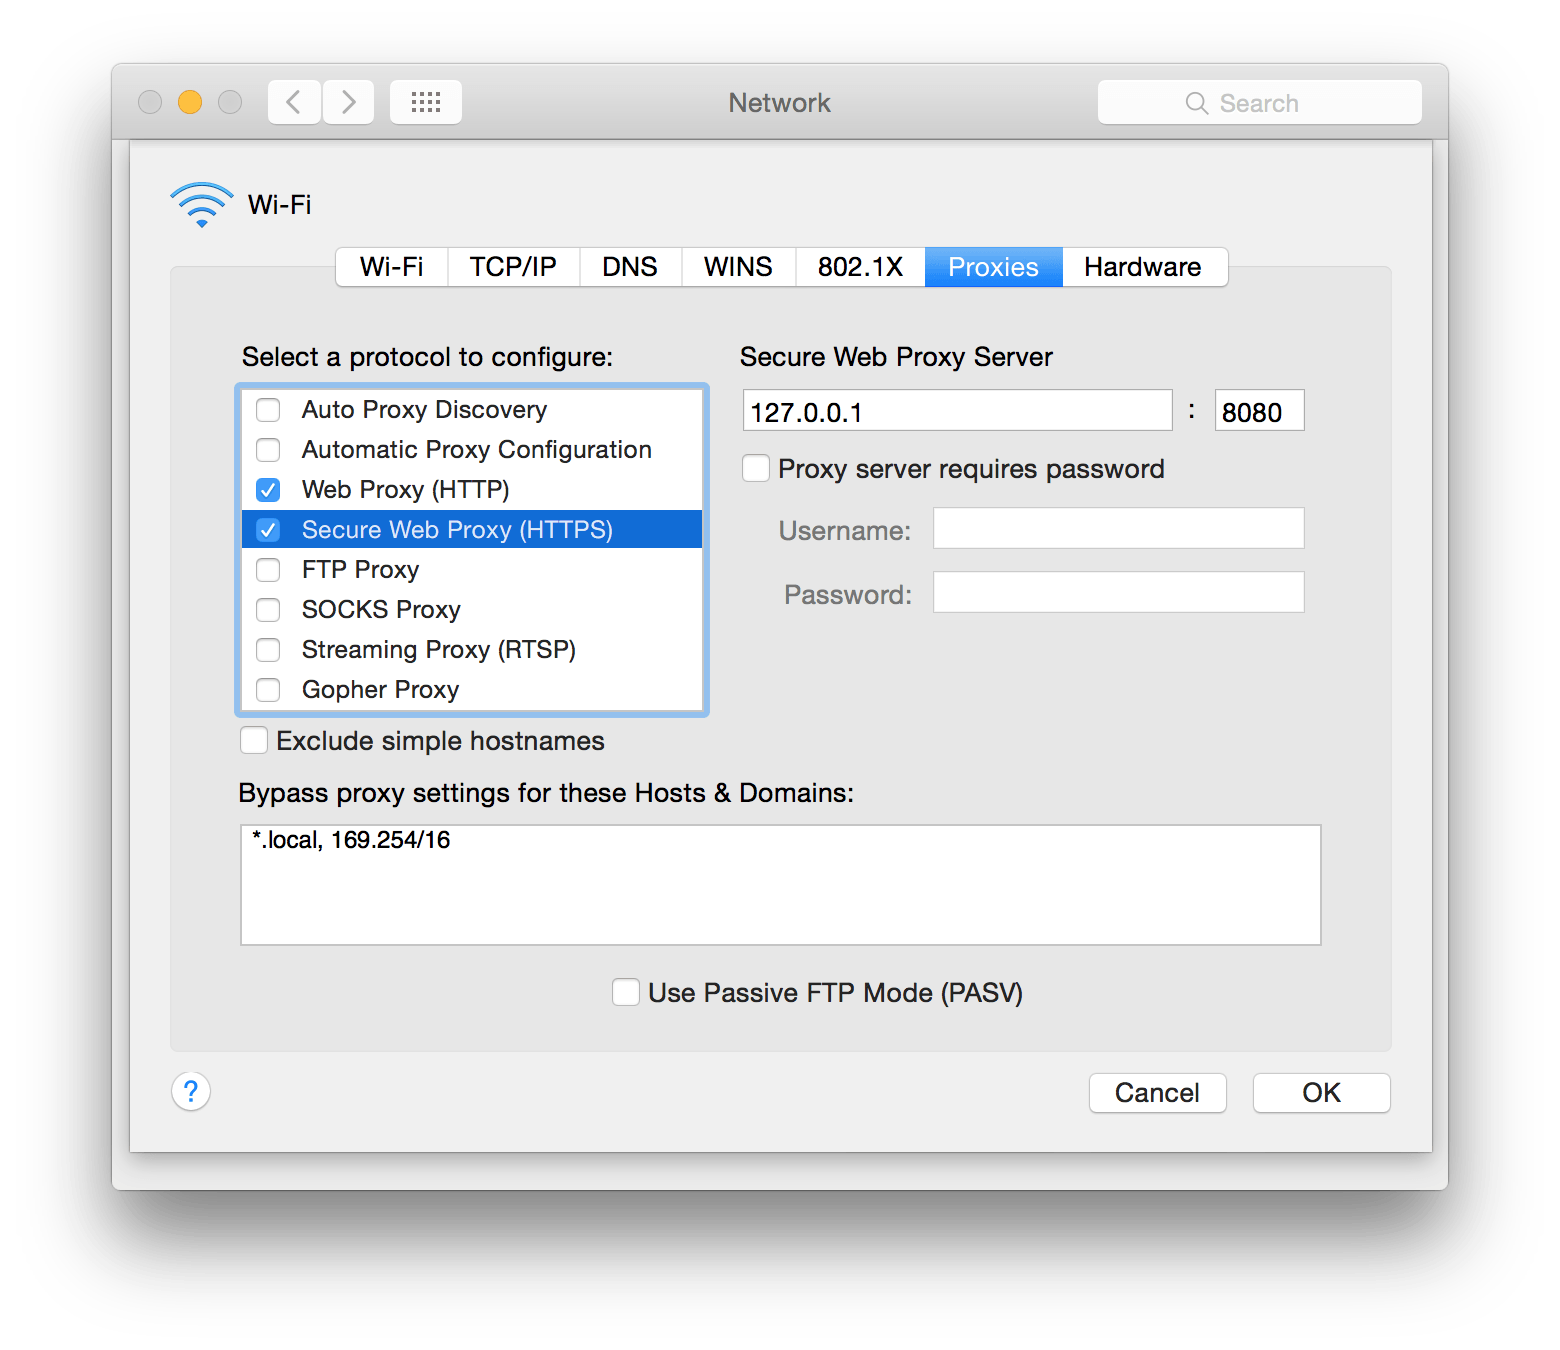 Network
Search
Wi-Fi
Wi-Fi TCP/IP DNS WINS 802.1X Proxies Hardware
Select a protocol to configure:
Auto Proxy Discovery
Automatic Proxy Configuration
Web Proxy (HTTP)
Secure Web Proxy (HTTPS)
FTP Proxy
SOCKS Proxy
Streaming Proxy (RTSP)
Gopher Proxy
Secure Web Proxy Server
127.0.0.1 : 8080
Proxy server requires password
Username:
Password:
Exclude simple hostnames
Bypass proxy settings for these Hosts & Domains:
*.local, 169.254/16
Use Passive FTP Mode (PASV)
?
Cancel
OK